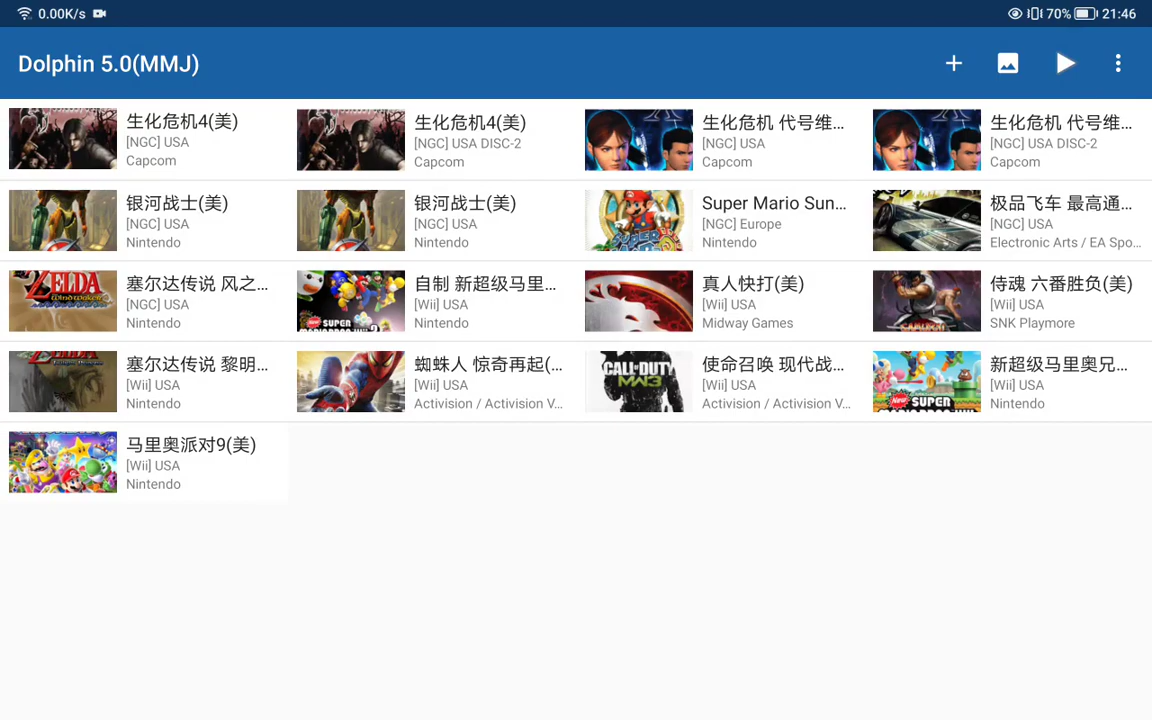 0.00K/s
70% 21:46
Dolphin 5.0(MMJ)
生化危机4(美)
[NGC] USA
Capcom
生化危机4(美)
[NGC] USA DISC-2
Capcom
生化危机 代号维...
[NGC] USA
Capcom
生化危机 代号维...
[NGC] USA DISC-2
Capcom
银河战士(美)
[NGC] USA
Nintendo
银河战士(美)
[NGC] USA
Nintendo
Super Mario Sun...
[NGC] Europe
Nintendo
极品飞车 最高通...
[NGC] USA
Electronic Arts / EA Spo...
ZELDA
塞尔达传说 风之...
[NGC] USA
Nintendo
New SUPER
自制 新超级马里...
[Wii] USA
Nintendo
真人快打(美)
[Wii] USA
Midway Games
侍魂 六番胜负(美)
[Wii] USA
SNK Playmore
塞尔达传说 黎明...
[Wii] USA
Nintendo
蜘蛛人 惊奇再起(...
[Wii] USA
Activision / Activision V...
CALL OF DUTY
MW3
使命召唤 现代战...
[Wii] USA
Activision / Activision V...
New SUPER
新超级马里奥兄...
[Wii] USA
Nintendo
马里奥派对9(美)
[Wii] USA
Nintendo